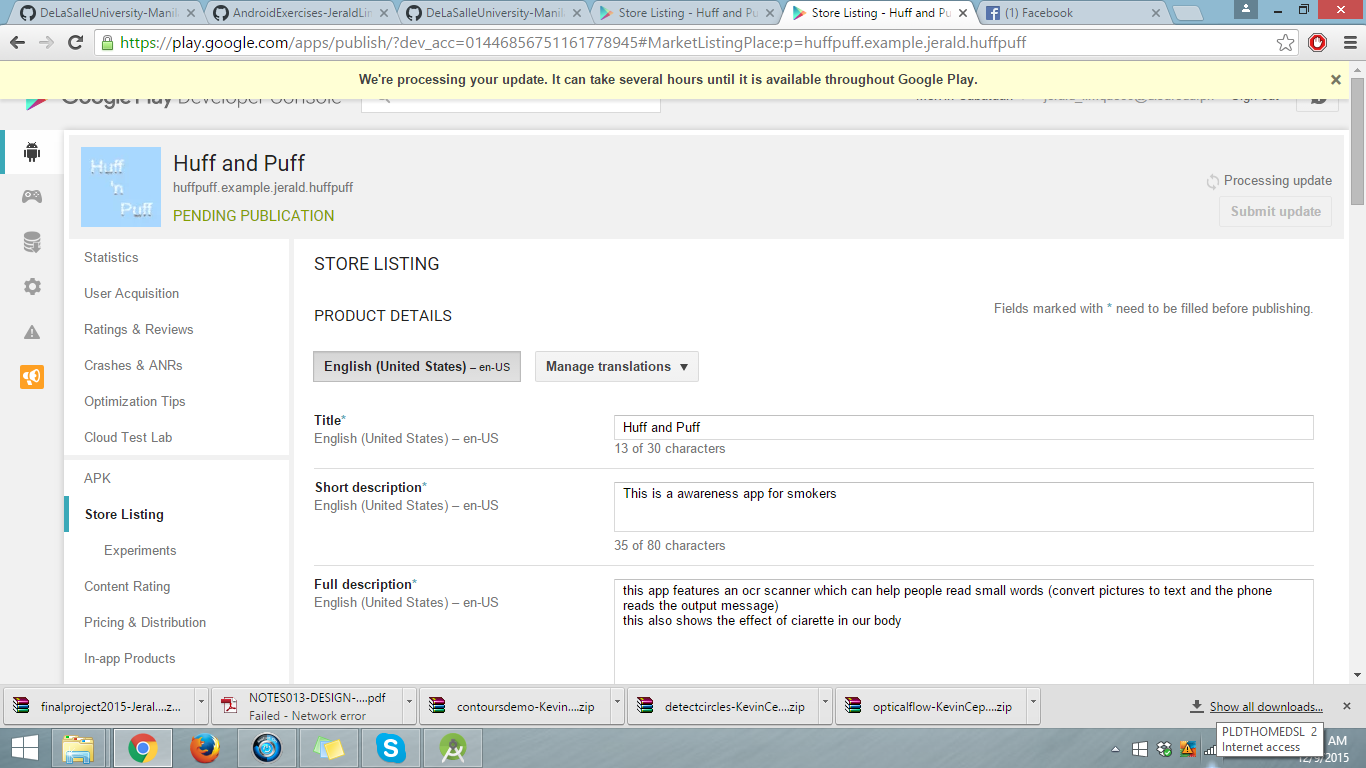 DeLaSalleUniversity-Manil
AndroidExercises-JeraldLim
DeLaSalleUniversity-Manil
Store Listing - Huff and Pu
Store Listing - Huff and Pu
(1) Facebook
https://play.google.com/apps/publish/?dev_acc=01446856751161778945#MarketListingPlace:p=huffpuff.example.jerald.huffpuff
We're processing your update. It can take several hours until it is available throughout Google Play.
Google Play Developer Console
Huff
'n
Puff
Huff and Puff
huffpuff.example.jerald.huffpuff
PENDING PUBLICATION
Processing update
Submit update
Statistics
User Acquisition
Ratings & Reviews
Crashes & ANRs
Optimization Tips
Cloud Test Lab
APK
Store Listing
Experiments
Content Rating
Pricing & Distribution
In-app Products
STORE LISTING
PRODUCT DETAILS
Fields marked with * need to be filled before publishing.
English (United States) – en-US
Manage translations
Title*
English (United States) – en-US
Huff and Puff
13 of 30 characters
Short description*
English (United States) – en-US
This is a awareness app for smokers
35 of 80 characters
Full description*
English (United States) – en-US
this app features an ocr scanner which can help people read small words (convert pictures to text and the phone
reads the output message)
this also shows the effect of ciarette in our body
finalproject2015-Jeral....z...
NOTES013-DESIGN-....pdf
Failed - Network error
contoursdemo-Kevin....zip
detectcircles-KevinCe....zip
opticalflow-KevinCep....zip
Show all downloads...
PLDTHOMEDSL 2
Internet access
AM
12/9/2015